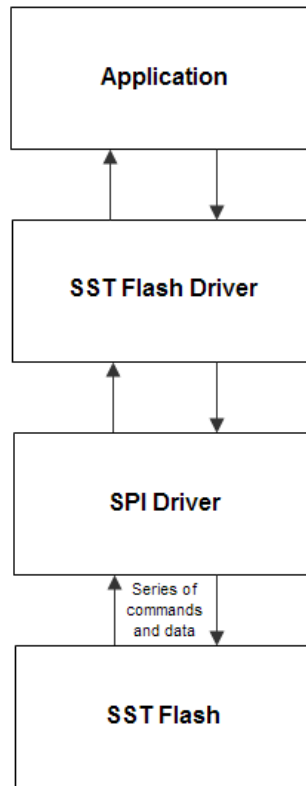 Application
SST Flash Driver
SPI Driver
Series of
commands
and data
SST Flash